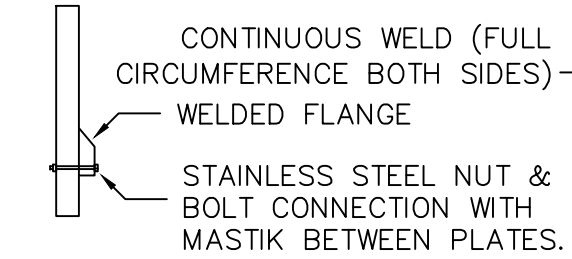 CONTINUOUS WELD (FULL
CIRCUMFERENCE BOTH SIDES)
WELDED FLANGE
STAINLESS STEEL NUT &
BOLT CONNECTION WITH
MASTIK BETWEEN PLATES.